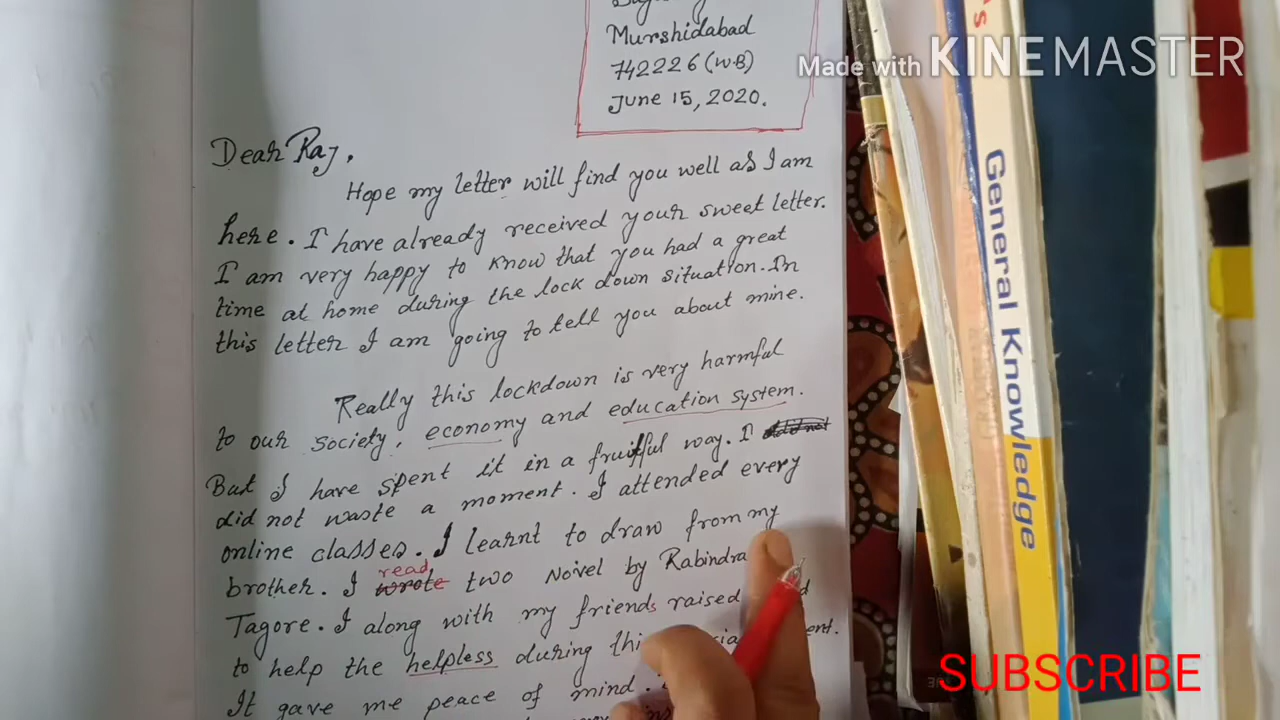 Murshidabad
742226 (W.B)
June 15, 2020.
Dear Raj,
Hope my letter will find you well as I am
here. I have already received your sweet letter.
I am very happy to know that you had a great
time at home during the lock down situation. In
this letter I am going to tell you about mine.
Really this lockdown is very harmful
to our society, economy and education system.
But I have spent it in a fruitful way. I
did not waste a moment. I attended every
online classes. I learnt to draw from my
brother. I read two Novel by Rabindra
Tagore. I along with my friends raised
to help the helpless during
It gave me peace of mind.
Made with KINEMASTER
General Knowledge
SUBSCRIBE